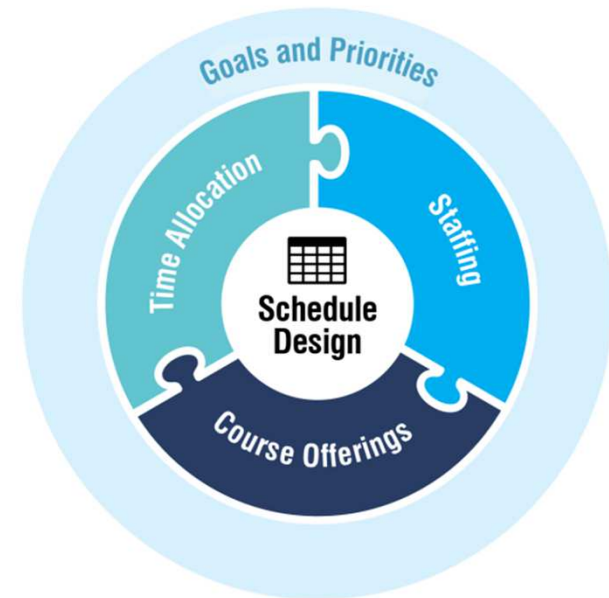 Goals and Priorities
Time Allocation
Staffing
Schedule
Design
Course Offerings